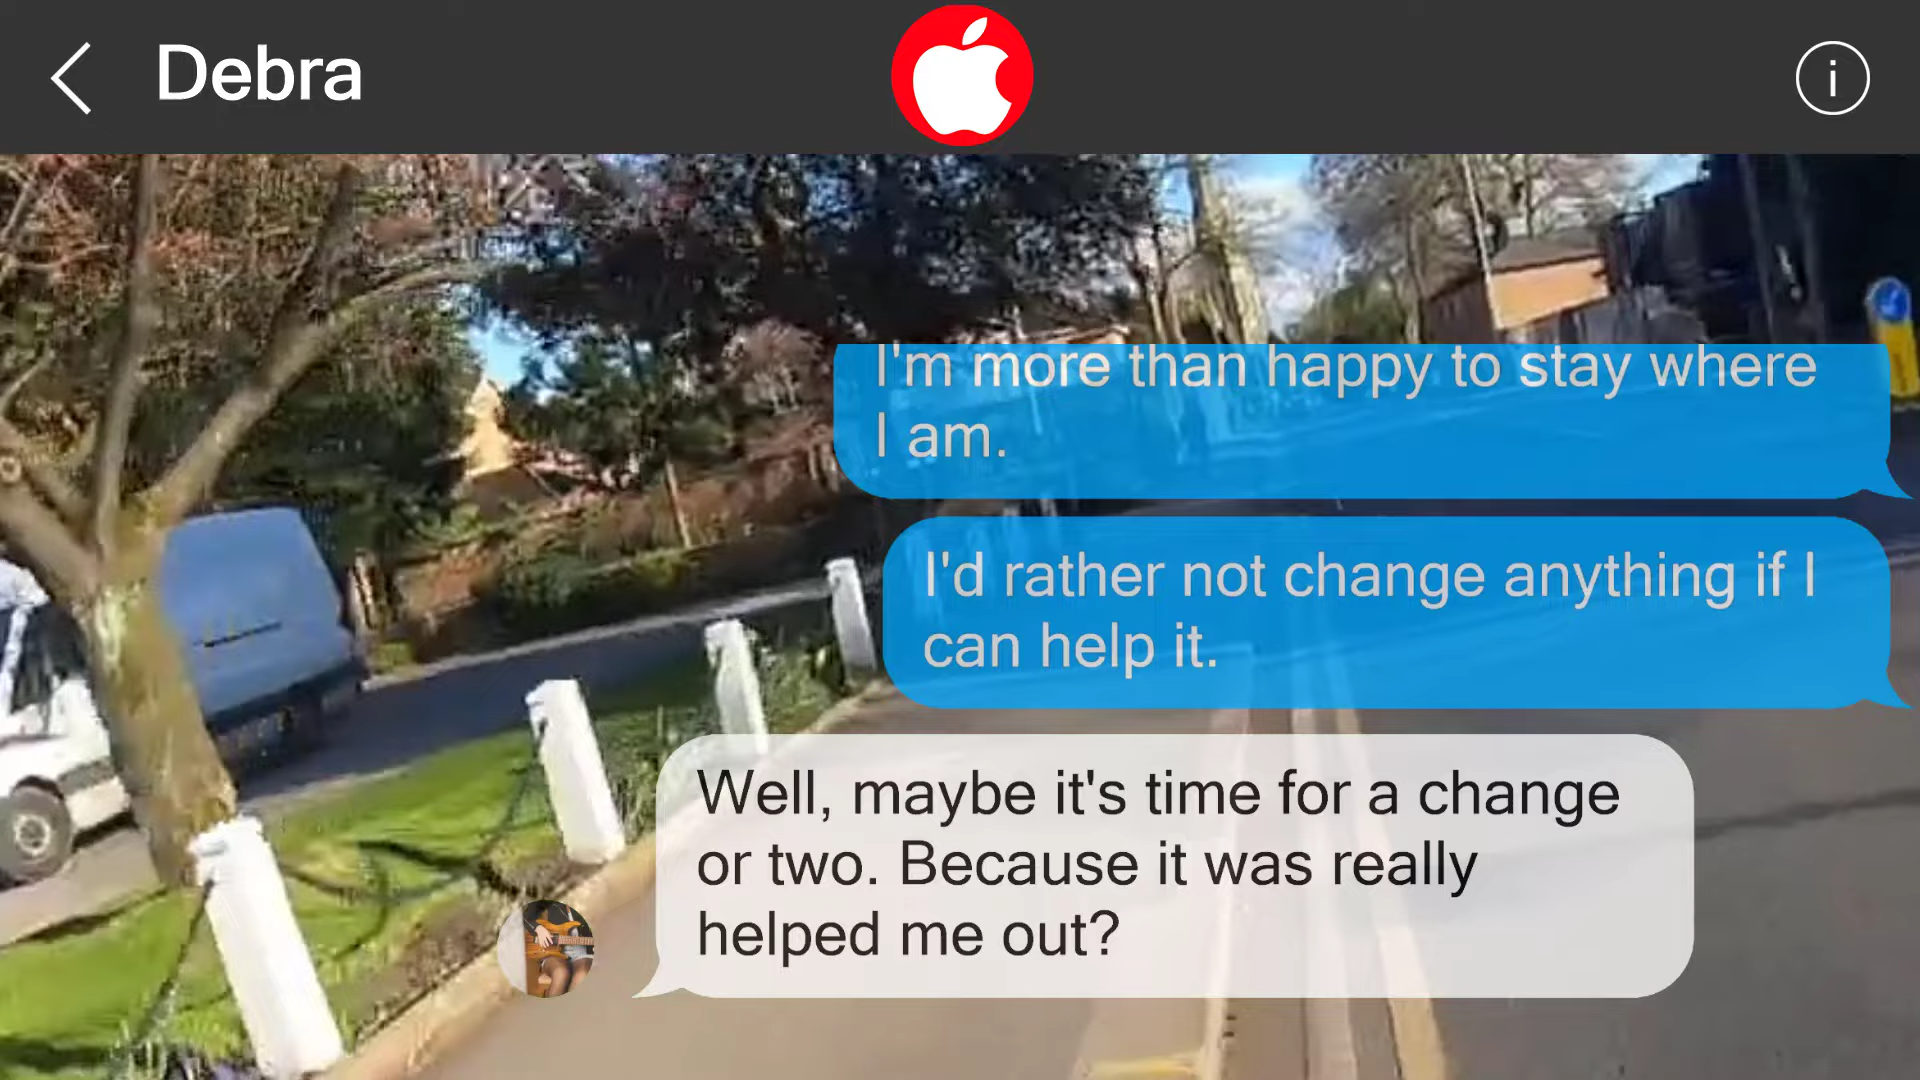 Debra
i
I'm more than happy to stay where
I am.
I'd rather not change anything if I
can help it.
Well, maybe it's time for a change
or two. Because it was really
helped me out?